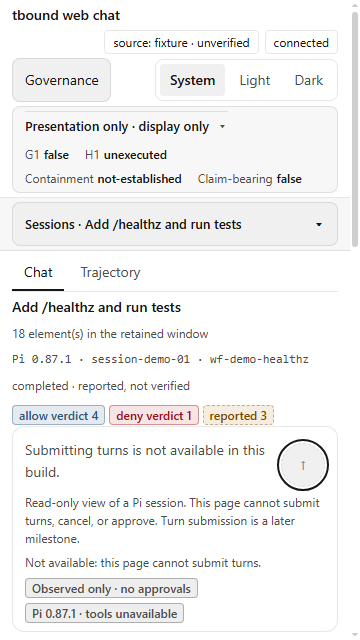 tbound web chat
source: fixture · unverified
connected
Governance
System
Light
Dark
Presentation only · display only
G1 false H1 unexecuted
Containment not-established Claim-bearing false
Sessions · Add /healthz and run tests
Chat
Trajectory
Add /healthz and run tests
18 element(s) in the retained window
Pi 0.87.1 · session-demo-01 · wf-demo-healthz
completed · reported, not verified
allow verdict 4
deny verdict 1
reported 3
Submitting turns is not available in this
build.
↑
Read-only view of a Pi session. This page cannot submit
turns, cancel, or approve. Turn submission is a later
milestone.
Not available: this page cannot submit turns.
Observed only · no approvals
Pi 0.87.1 · tools unavailable